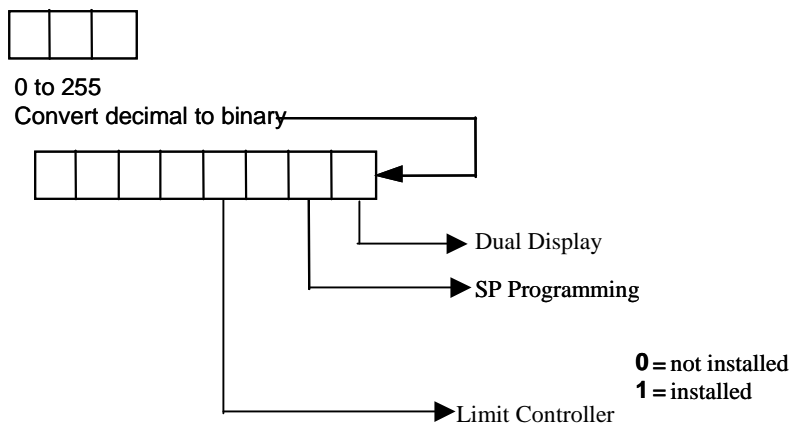 0 to 255
Convert decimal to binary
Dual Display
SP Programming
0 = not installed
1 = installed
Limit Controller